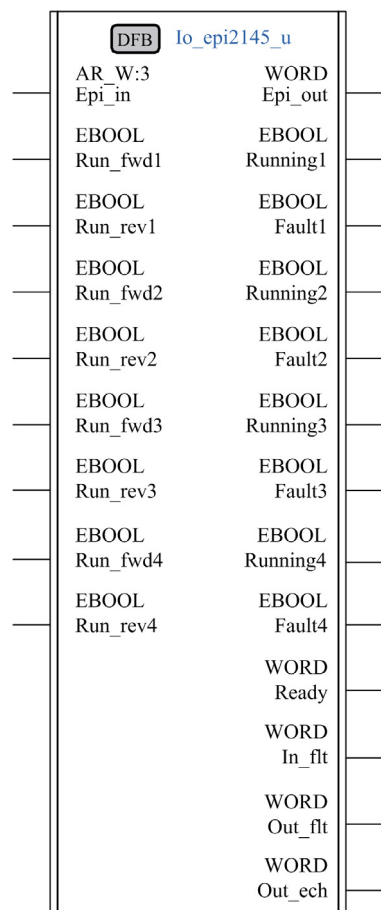 DFB Io_epi2145_u
AR_W:3 WORD
Epi_in Epi_out
EBOOL EBOOL
Run_fwd1 Running1
EBOOL EBOOL
Run_rev1 Fault1
EBOOL EBOOL
Run_fwd2 Running2
EBOOL EBOOL
Run_rev2 Fault2
EBOOL EBOOL
Run_fwd3 Running3
EBOOL EBOOL
Run_rev3 Fault3
EBOOL EBOOL
Run_fwd4 Running4
EBOOL EBOOL
Run_rev4 Fault4
WORD
Ready
WORD
In_flt
WORD
Out_flt
WORD
Out_ech